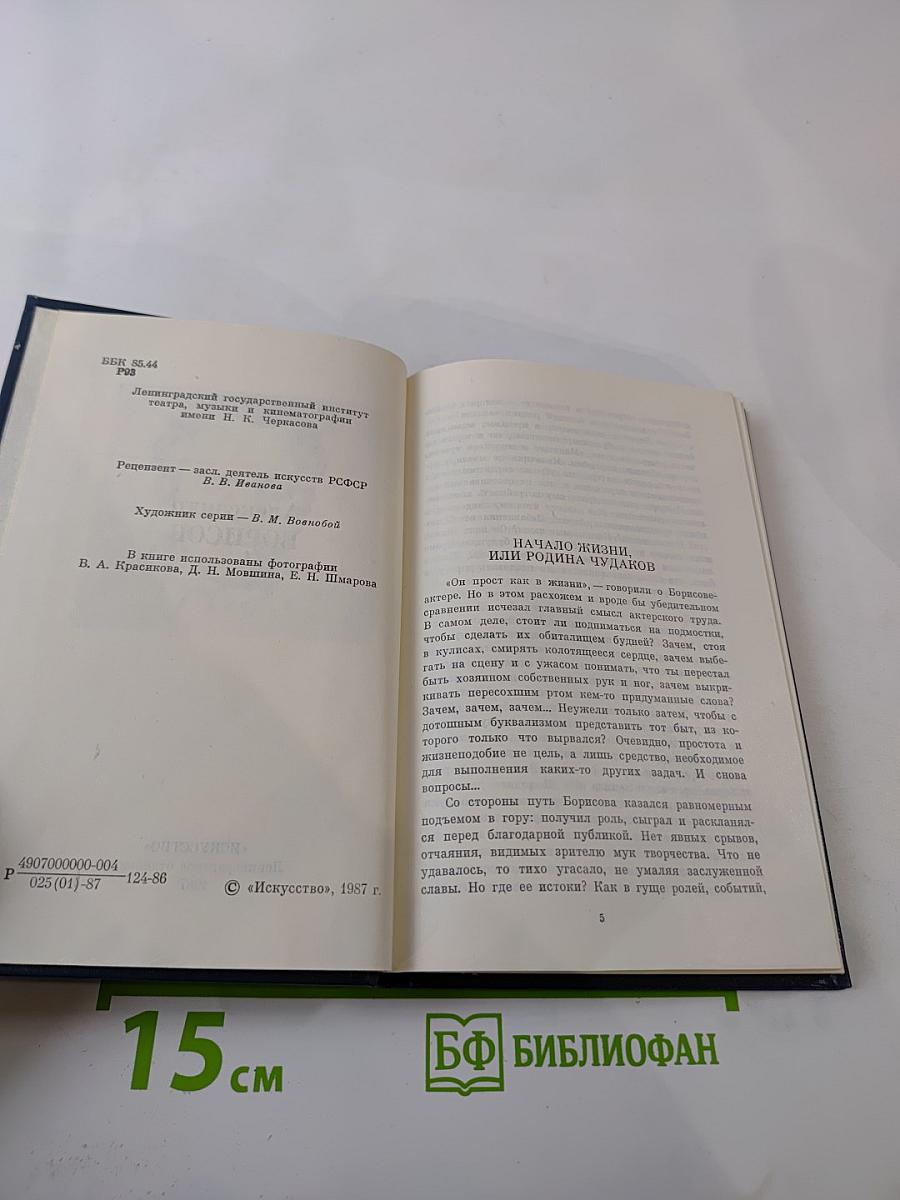 ББК 85.44
Р93
Ленинградский государственный институт
театра, музыки и кинематографии
имени Н. К. Черкасова
Рецензент — засл. деятель искусств РСФСР
В. В. Иванова
Художник серии — В. М. Вовнобой
В книге использованы фотографии
В. А. Красикова, Д. Н. Мовшина, Е. Н. Шмарова
Р 4907000000-004
025(01)-87
124-86
© «Искусство», 1987 г.
НАЧАЛО ЖИЗНИ,
ИЛИ РОДИНА ЧУДАКОВ
«Он прост как в жизни», — говорили о Борисове-
актере. Но в этом расхожем и вроде бы убедительном
сравнении исчезал главный смысл актерского труда.
В самом деле, стоит ли подниматься на подмостки,
чтобы сделать их обиталищем будней? Зачем, стоя
в кулисах, смирять колотящееся сердце, зачем выбе-
гать на сцену и с ужасом понимать, что ты перестал
быть хозяином собственных рук и ног, зачем выкри-
кивать пересохшим ртом кем-то придуманные слова?
Зачем, зачем, зачем... Неужели только затем, чтобы с
дотошным буквализмом представить тот быт, из ко-
торого только что вырвался? Очевидно, простота и
жизнеподобие не цель, а лишь средство, необходимое
для выполнения каких-то других задач. И снова
вопросы...
Со стороны путь Борисова казался равномерным
подъемом в гору: получил роль, сыграл и раскланял-
ся перед благодарной публикой. Нет явных срывов,
отчаяния, видимых зрителю мук творчества. Что не
удавалось, то тихо угасало, не умаляя заслуженной
славы. Но где ее истоки? Как в гуще ролей, событий,
5
15 см
БФ БИБЛИОФАН